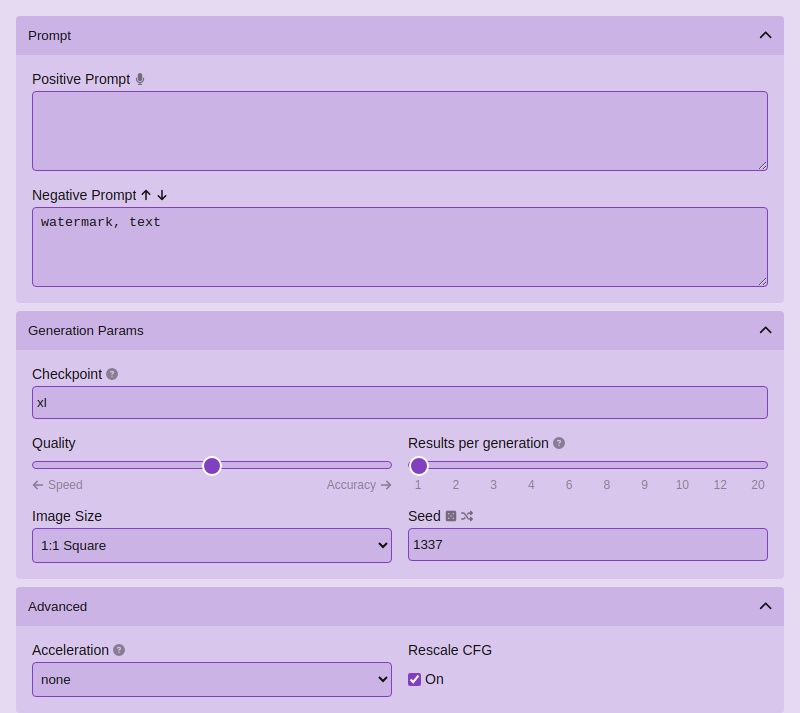 Prompt
Positive Prompt
Negative Prompt
watermark, text
Generation Params
Checkpoint ?
xl
Quality
Speed Accuracy
Results per generation ?
1 2 3 4 6 8 9 10 12 20
Image Size
1:1 Square
Seed
1337
Advanced
Acceleration ?
none
Rescale CFG
On